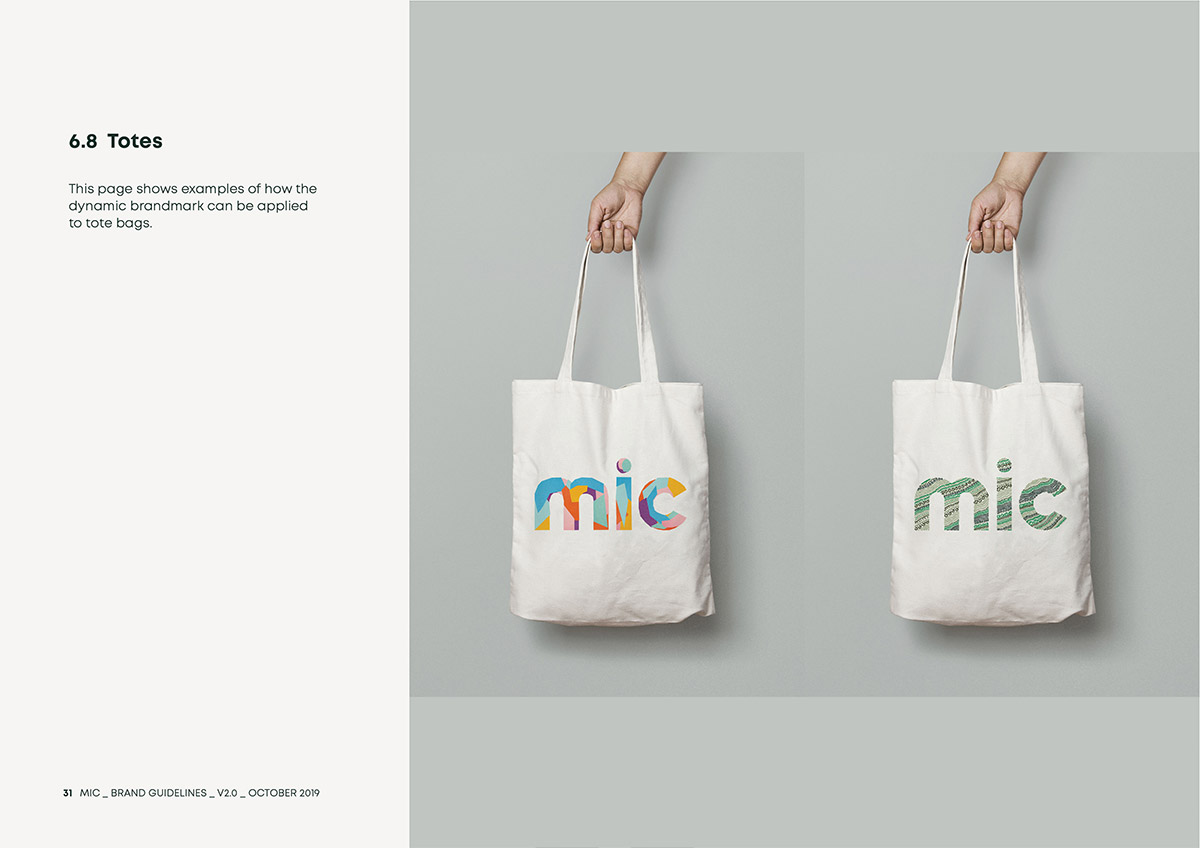 6.8 Totes
This page shows examples of how the
dynamic brandmark can be applied
to tote bags.
mic
mic
31 MIC _ BRAND GUIDELINES _ V2.0 _ OCTOBER 2019